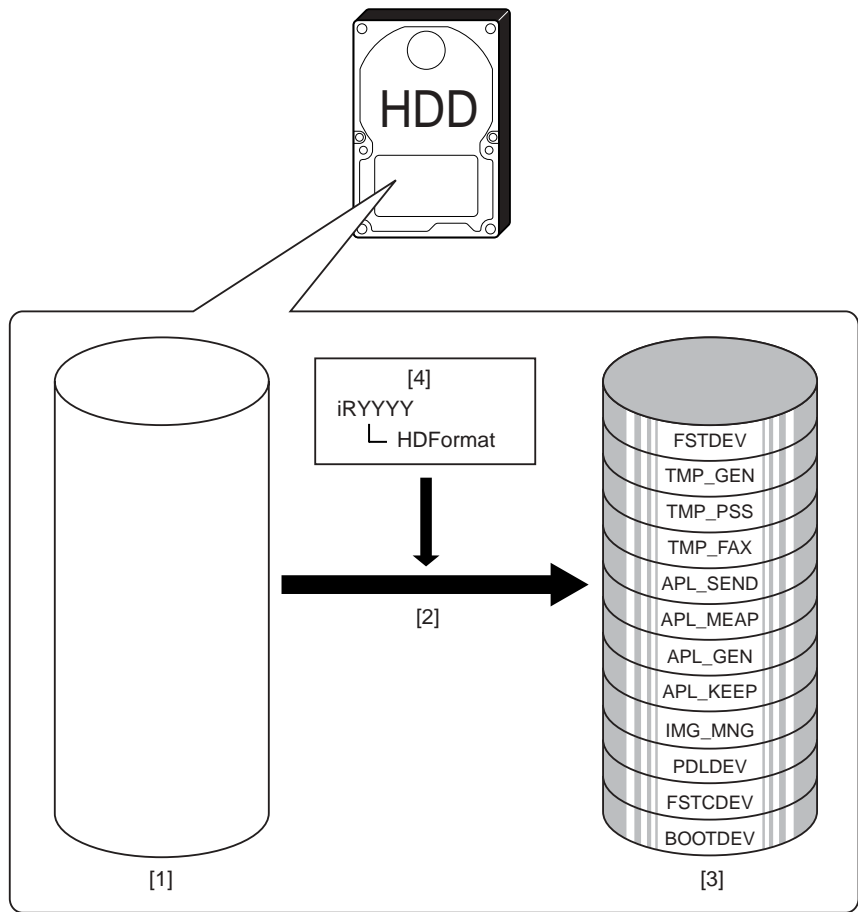 HDD
[4]
iRYYYY
HDFormat
[2]
FSTDEV
TMP_GEN
TMP_PSS
TMP_FAX
APL_SEND
APL_MEAP
APL_GEN
APL_KEEP
IMG_MNG
PDLDEV
FSTCDEV
BOOTDEV
[1]
[3]